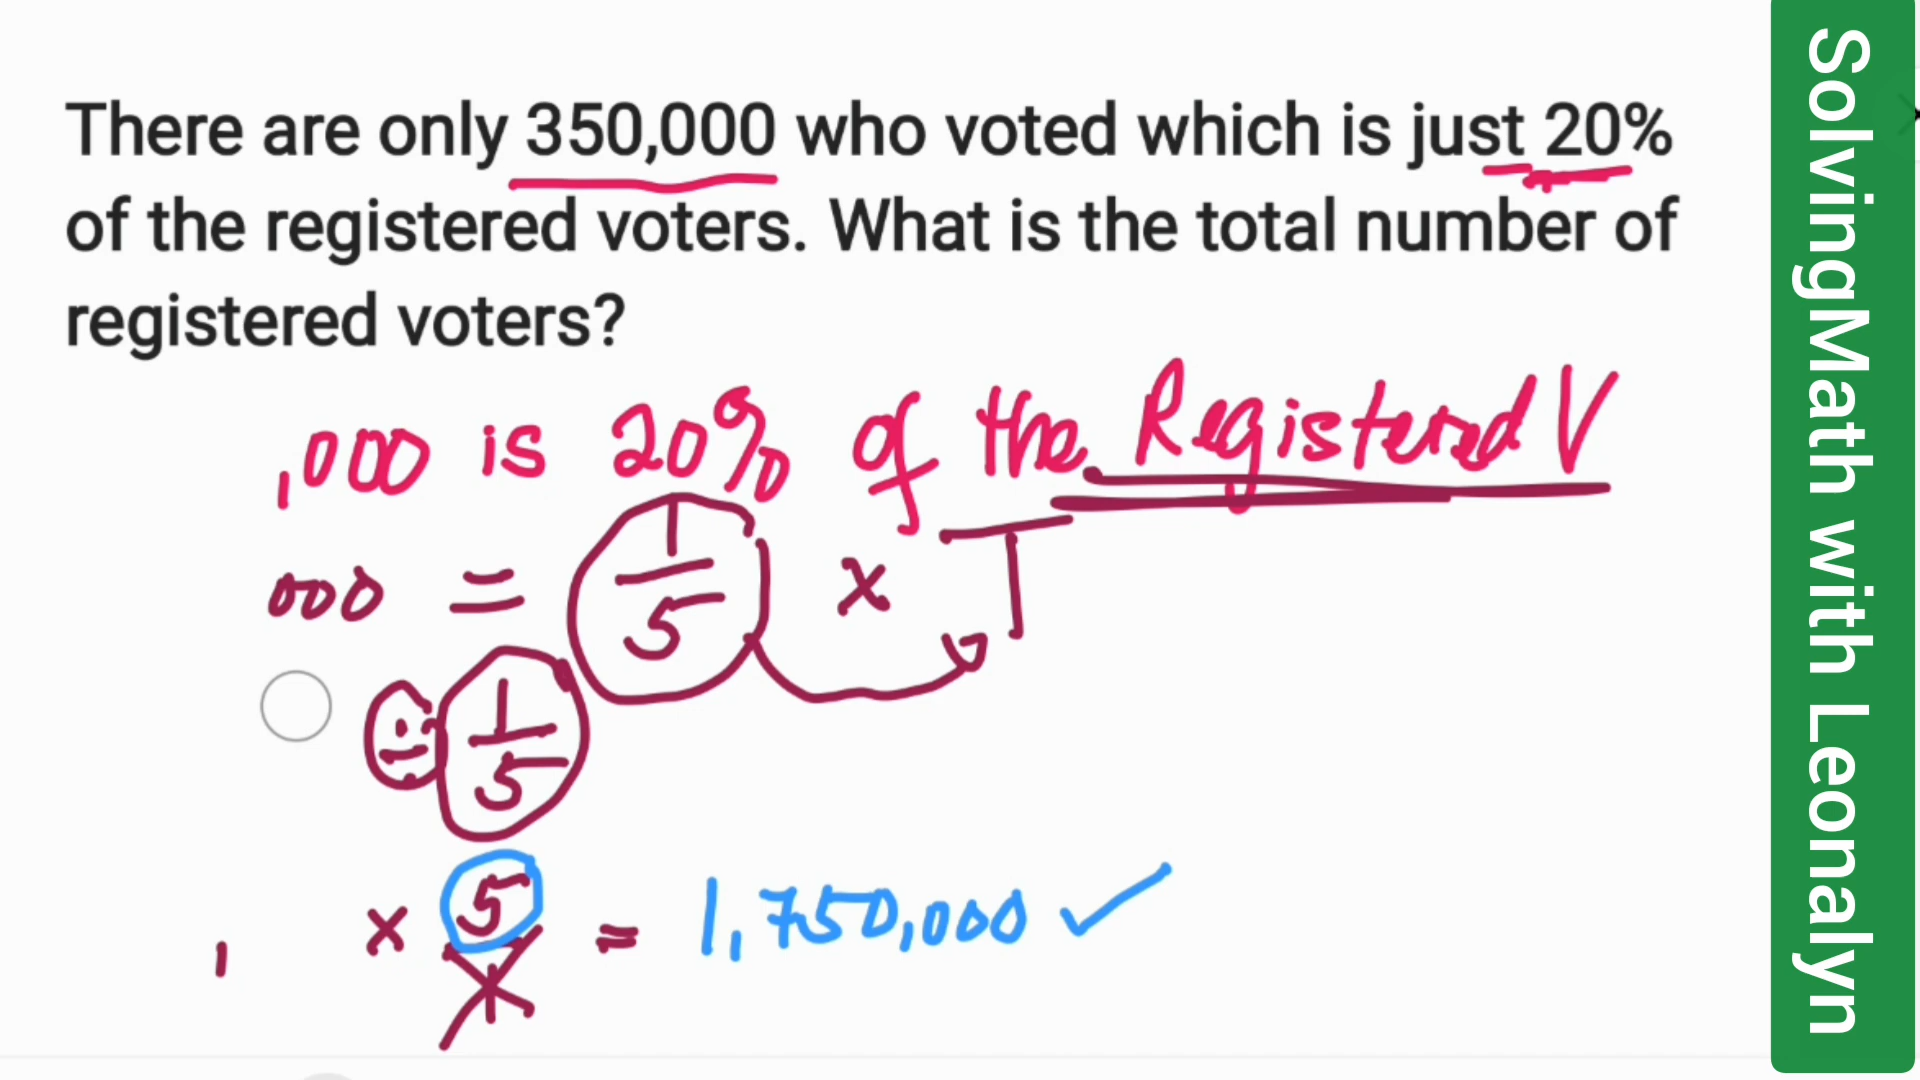 There are only 350,000 who voted which is just 20%
of the registered voters. What is the total number of
registered voters?
,000 is 20% of the Registered V
000 = 1/5 x T
÷ 1/5
, x 5/1 = 1,750,000 ✓
SolvingMath with Leonalyn